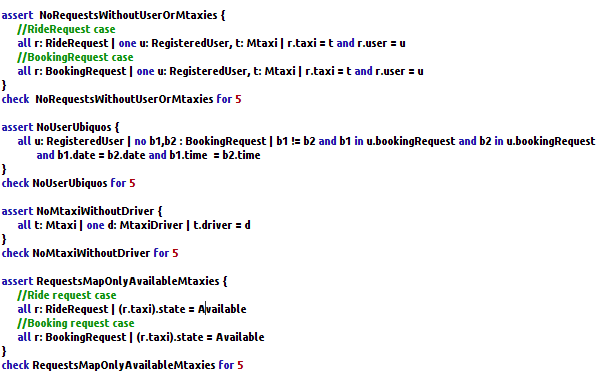 assert NoRequestsWithoutUserOrMtaxies {
//RideRequest case
all r: RideRequest | one u: RegisteredUser, t: Mtaxi | r.taxi = t and r.user = u
//BookingRequest case
all r: BookingRequest | one u: RegisteredUser, t: Mtaxi | r.taxi = t and r.user = u
}
check NoRequestsWithoutUserOrMtaxies for 5
assert NoUserUbiquos {
all u: RegisteredUser | no b1,b2 : BookingRequest | b1 != b2 and b1 in u.bookingRequest and b2 in u.bookingRequest
and b1.date = b2.date and b1.time = b2.time
}
check NoUserUbiquos for 5
assert NoMtaxiWithoutDriver {
all t: Mtaxi | one d: MtaxiDriver | t.driver = d
}
check NoMtaxiWithoutDriver for 5
assert RequestsMapOnlyAvailableMtaxies {
//Ride request case
all r: RideRequest | (r.taxi).state = Available
//Booking request case
all r: BookingRequest | (r.taxi).state = Available
}
check RequestsMapOnlyAvailableMtaxies for 5